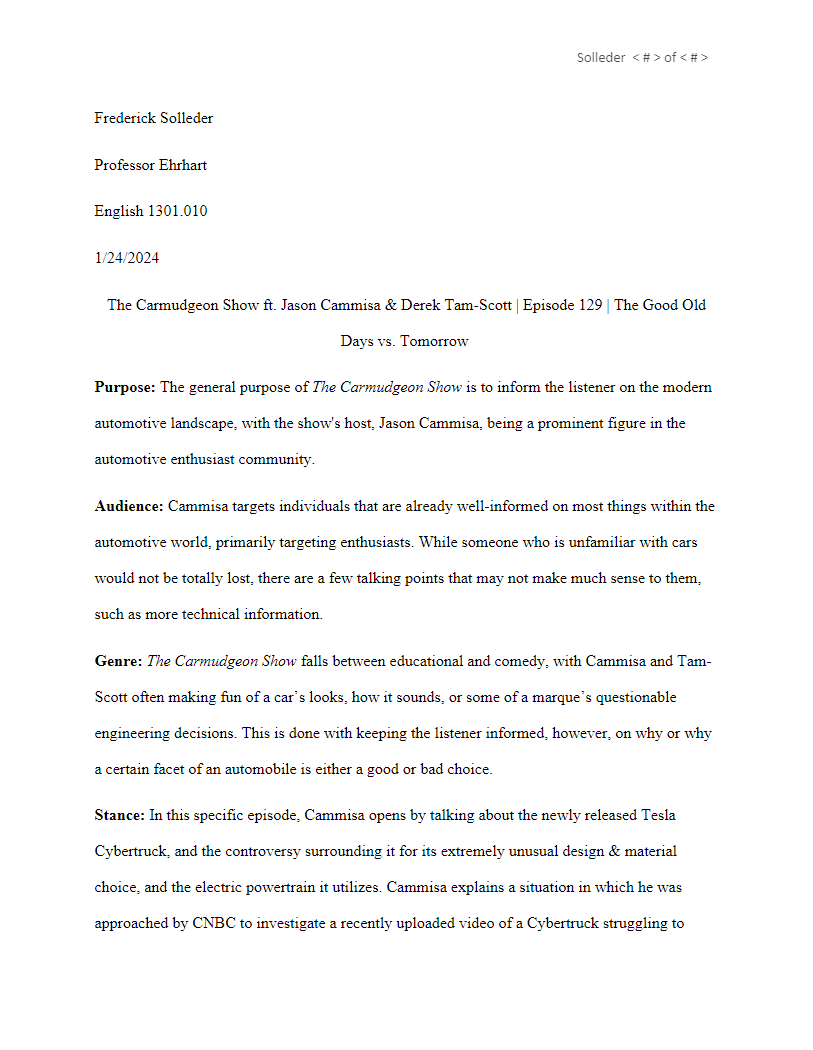 Solleder < # > of < # >
Frederick Solleder
Professor Ehrhart
English 1301.010
1/24/2024
The Carmudgeon Show ft. Jason Cammisa & Derek Tam-Scott | Episode 129 | The Good Old
Days vs. Tomorrow
Purpose: The general purpose of The Carmudgeon Show is to inform the listener on the modern
automotive landscape, with the show's host, Jason Cammisa, being a prominent figure in the
automotive enthusiast community.
Audience: Cammisa targets individuals that are already well-informed on most things within the
automotive world, primarily targeting enthusiasts. While someone who is unfamiliar with cars
would not be totally lost, there are a few talking points that may not make much sense to them,
such as more technical information.
Genre: The Carmudgeon Show falls between educational and comedy, with Cammisa and Tam-
Scott often making fun of a car’s looks, how it sounds, or some of a marque’s questionable
engineering decisions. This is done with keeping the listener informed, however, on why or why
a certain facet of an automobile is either a good or bad choice.
Stance: In this specific episode, Cammisa opens by talking about the newly released Tesla
Cybertruck, and the controversy surrounding it for its extremely unusual design & material
choice, and the electric powertrain it utilizes. Cammisa explains a situation in which he was
approached by CNBC to investigate a recently uploaded video of a Cybertruck struggling to